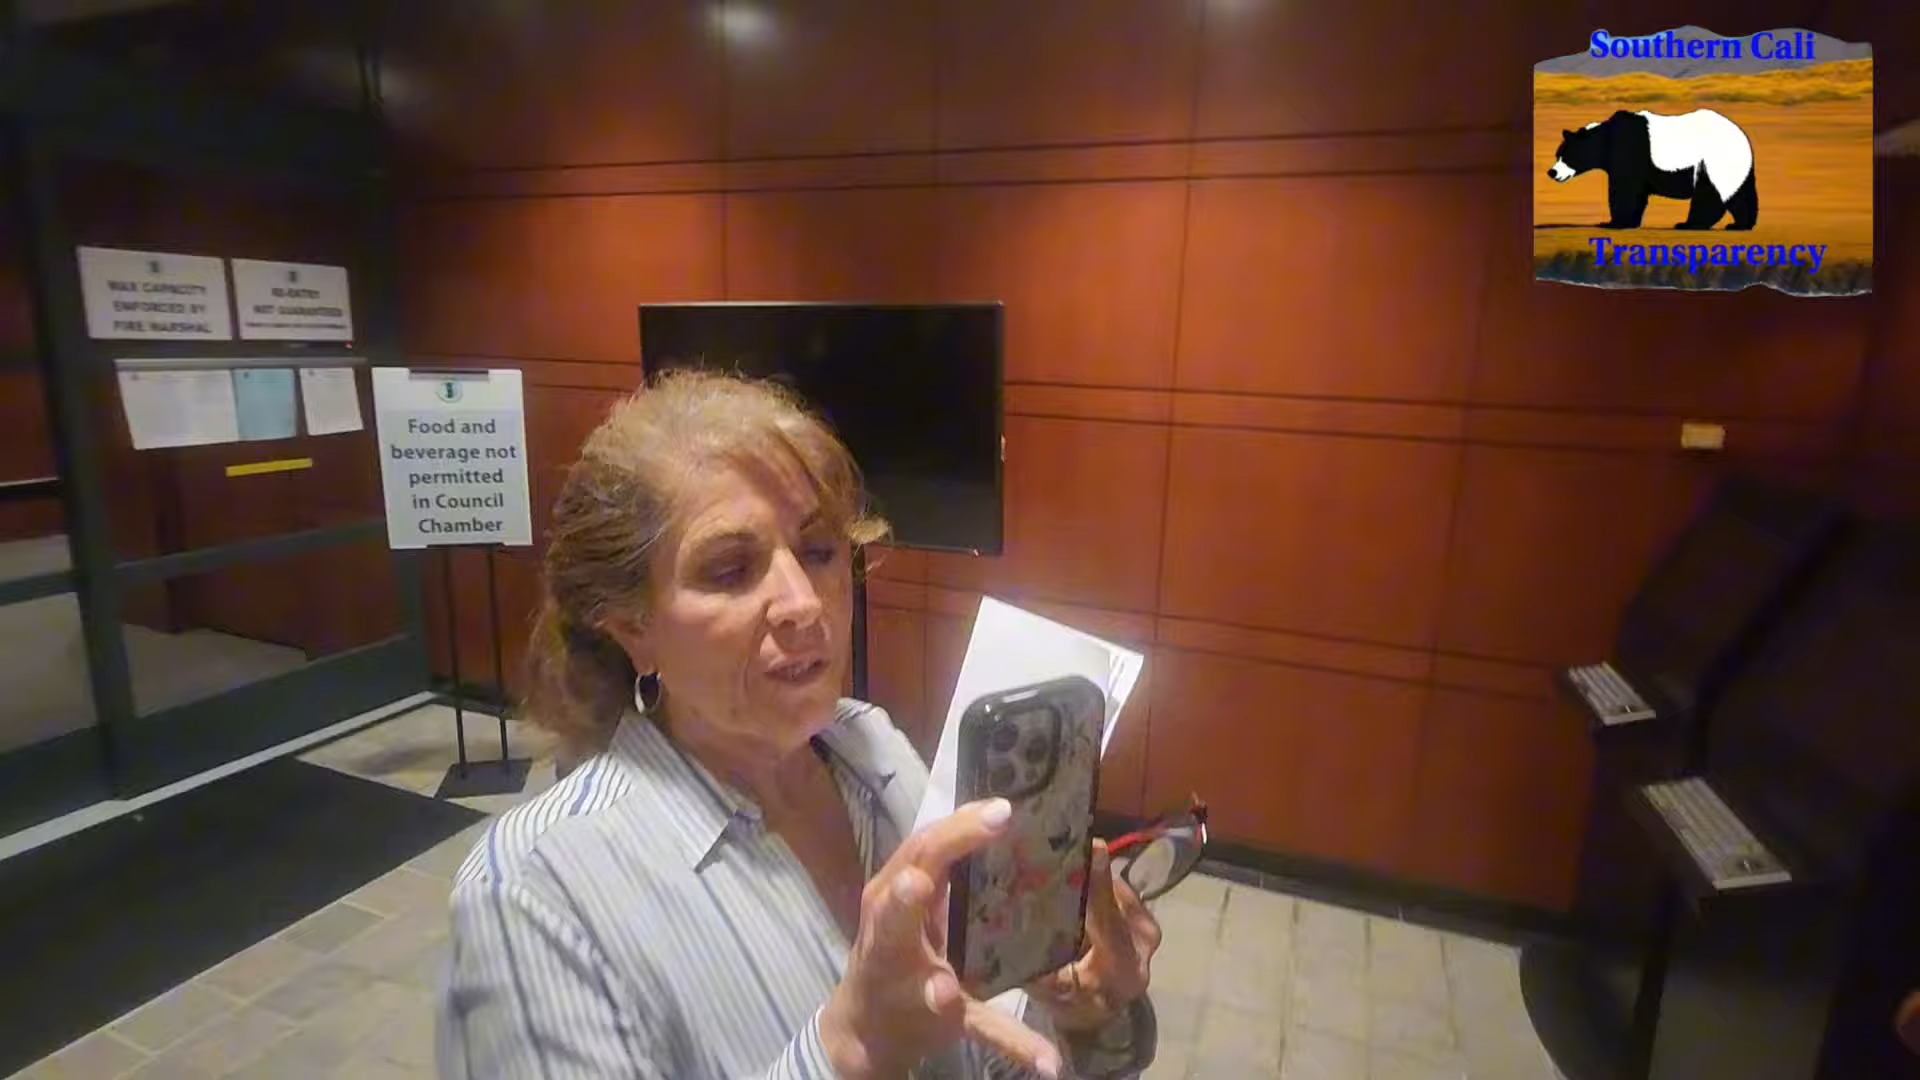 Southern Cali
Transparency
MAX CAPACITY
ENFORCED BY
FIRE MARSHAL
RE-ENTRY
NOT GUARANTEED
Food and
beverage not
permitted
in Council
Chamber